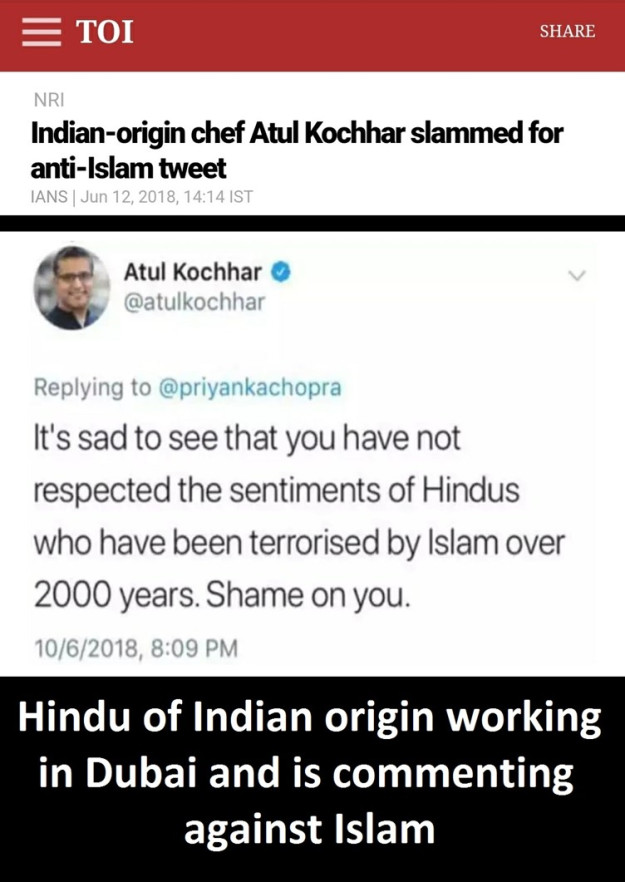 TOI
SHARE
NRI
Indian-origin chef Atul Kochhar slammed for
anti-Islam tweet
IANS | Jun 12, 2018, 14:14 IST
Atul Kochhar
@atulkochhar
Replying to @priyankachopra
It's sad to see that you have not
respected the sentiments of Hindus
who have been terrorised by Islam over
2000 years. Shame on you.
10/6/2018, 8:09 PM
Hindu of Indian origin working
in Dubai and is commenting
against Islam